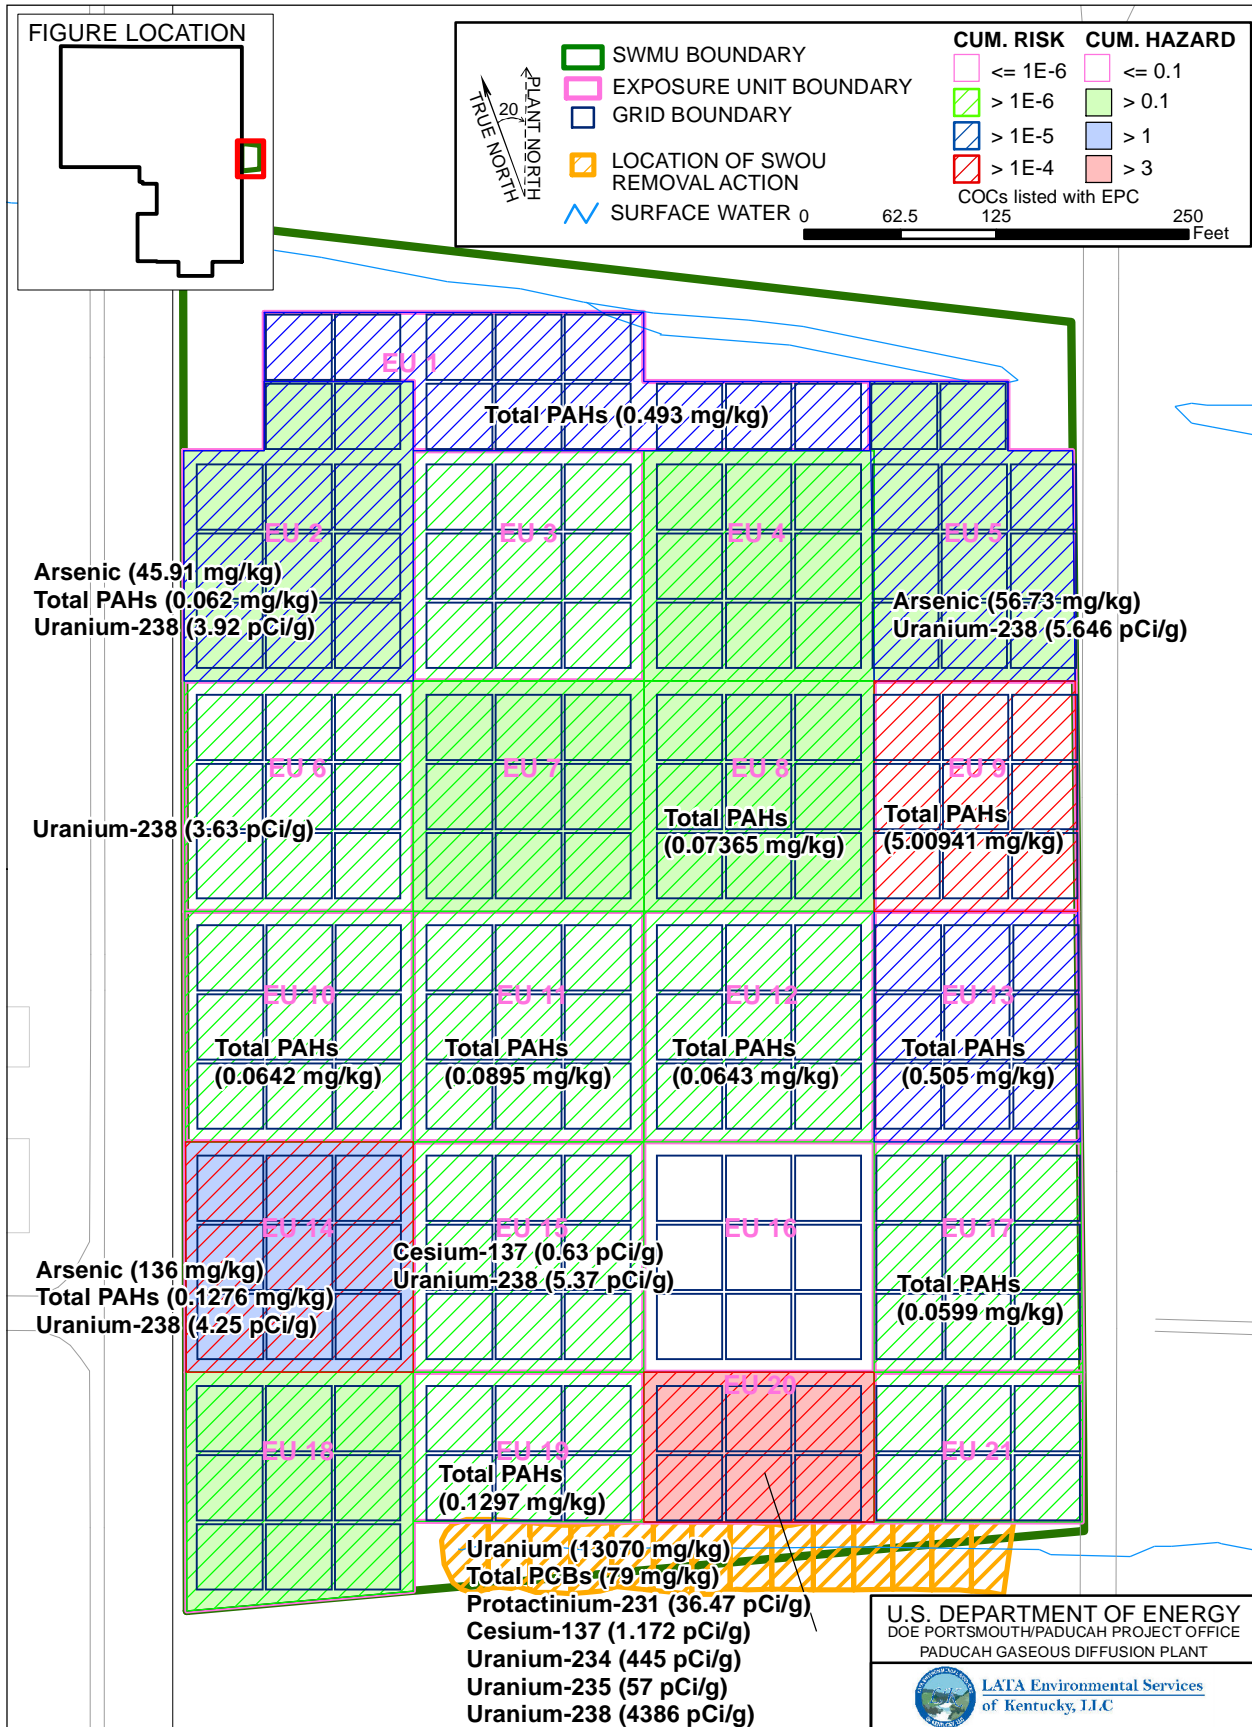 FIGURE LOCATION
TRUE NORTH
20
PLANT NORTH
SWMU BOUNDARY
EXPOSURE UNIT BOUNDARY
GRID BOUNDARY
LOCATION OF SWOU
REMOVAL ACTION
SURFACE WATER
CUM. RISK CUM. HAZARD
<= 1E-6 <= 0.1
> 1E-6 > 0.1
> 1E-5 > 1
> 1E-4 > 3
COCs listed with EPC
0 62.5 125 250
Feet
EU 1
Total PAHs (0.493 mg/kg)
EU 2
EU 3
EU 4
EU 5
Arsenic (45.91 mg/kg)
Total PAHs (0.062 mg/kg)
Uranium-238 (3.92 pCi/g)
Arsenic (56.73 mg/kg)
Uranium-238 (5.646 pCi/g)
EU 6
EU 7
EU 8
EU 9
Uranium-238 (3.63 pCi/g)
Total PAHs
(0.07365 mg/kg)
Total PAHs
(5.00941 mg/kg)
EU 10
EU 11
EU 12
EU 13
Total PAHs
(0.0642 mg/kg)
Total PAHs
(0.0895 mg/kg)
Total PAHs
(0.0643 mg/kg)
Total PAHs
(0.505 mg/kg)
EU 14
EU 15
EU 16
EU 17
Arsenic (136 mg/kg)
Total PAHs (0.1276 mg/kg)
Uranium-238 (4.25 pCi/g)
Cesium-137 (0.63 pCi/g)
Uranium-238 (5.37 pCi/g)
Total PAHs
(0.0599 mg/kg)
EU 18
EU 19
EU 20
EU 21
Total PAHs
(0.1297 mg/kg)
Uranium (13070 mg/kg)
Total PCBs (79 mg/kg)
Protactinium-231 (36.47 pCi/g)
Cesium-137 (1.172 pCi/g)
Uranium-234 (445 pCi/g)
Uranium-235 (57 pCi/g)
Uranium-238 (4386 pCi/g)
U.S. DEPARTMENT OF ENERGY
DOE PORTSMOUTH/PADUCAH PROJECT OFFICE
PADUCAH GASEOUS DIFFUSION PLANT
LATA Environmental Services
of Kentucky, LLC